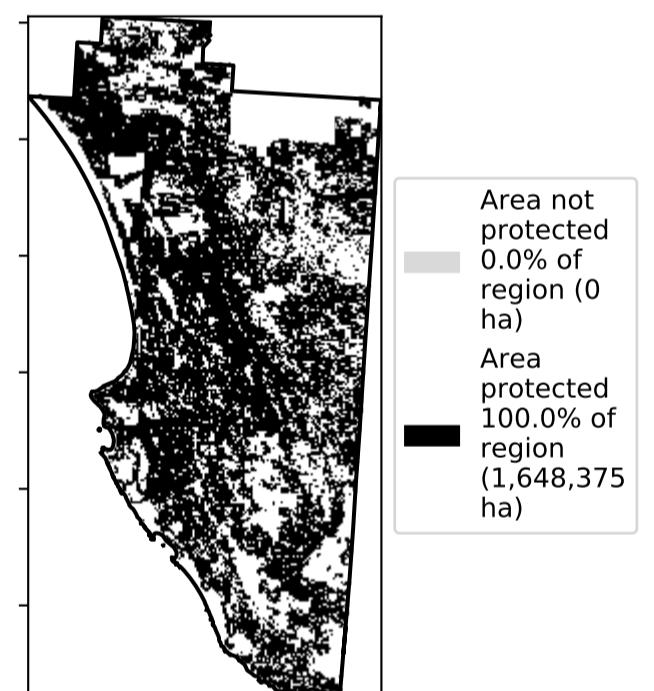 Area not
protected
0.0% of
region (0
ha)
Area
protected
100.0% of
region
(1,648,375
ha)